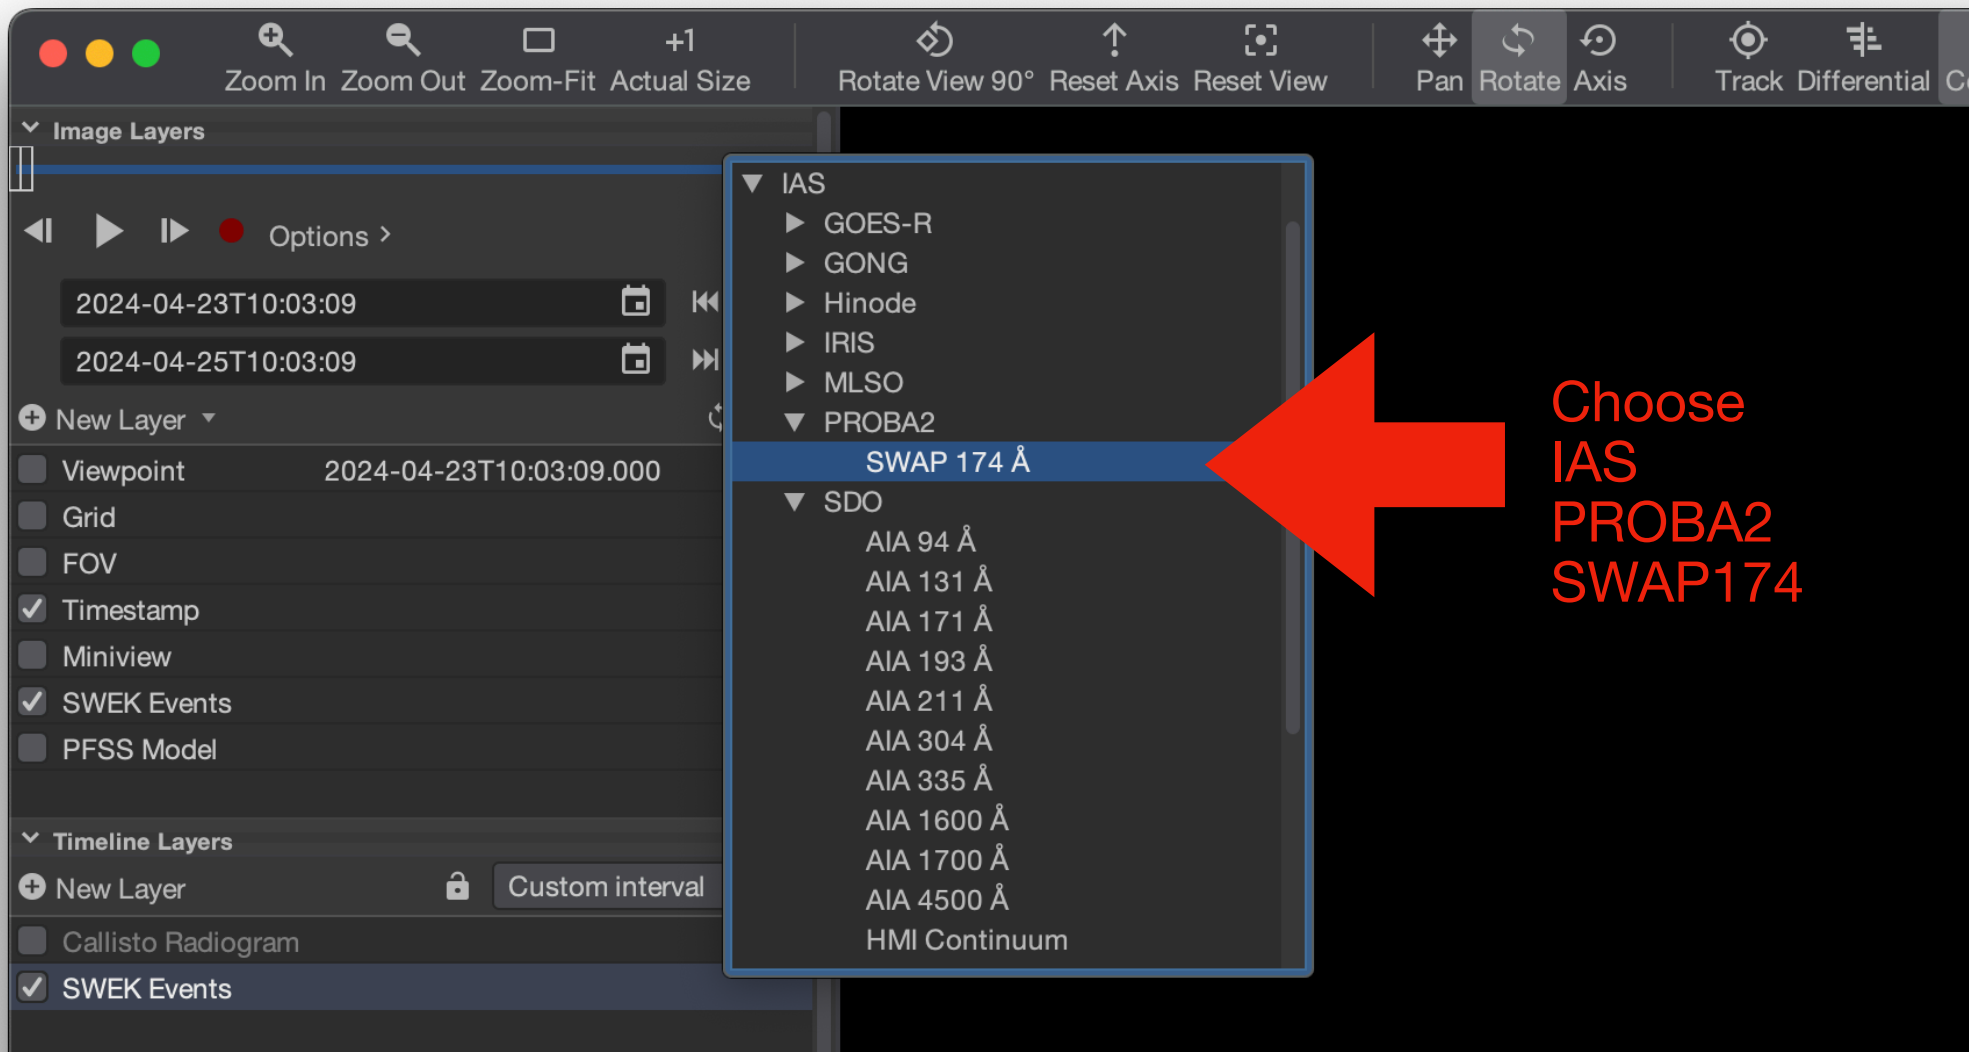 Zoom In Zoom Out Zoom-Fit +1 Actual Size Rotate View 90° Reset Axis Reset View Pan Rotate Axis Track Differential
Image Layers
Options >
2024-04-23T10:03:09
2024-04-25T10:03:09
New Layer
Viewpoint 2024-04-23T10:03:09.000
Grid
FOV
Timestamp
Miniview
SWEK Events
PFSS Model
Timeline Layers
New Layer Custom interval
Callisto Radiogram
SWEK Events
IAS
GOES-R
GONG
Hinode
IRIS
MLSO
PROBA2
SWAP 174 Å
SDO
AIA 94 Å
AIA 131 Å
AIA 171 Å
AIA 193 Å
AIA 211 Å
AIA 304 Å
AIA 335 Å
AIA 1600 Å
AIA 1700 Å
AIA 4500 Å
HMI Continuum
Choose
IAS
PROBA2
SWAP174